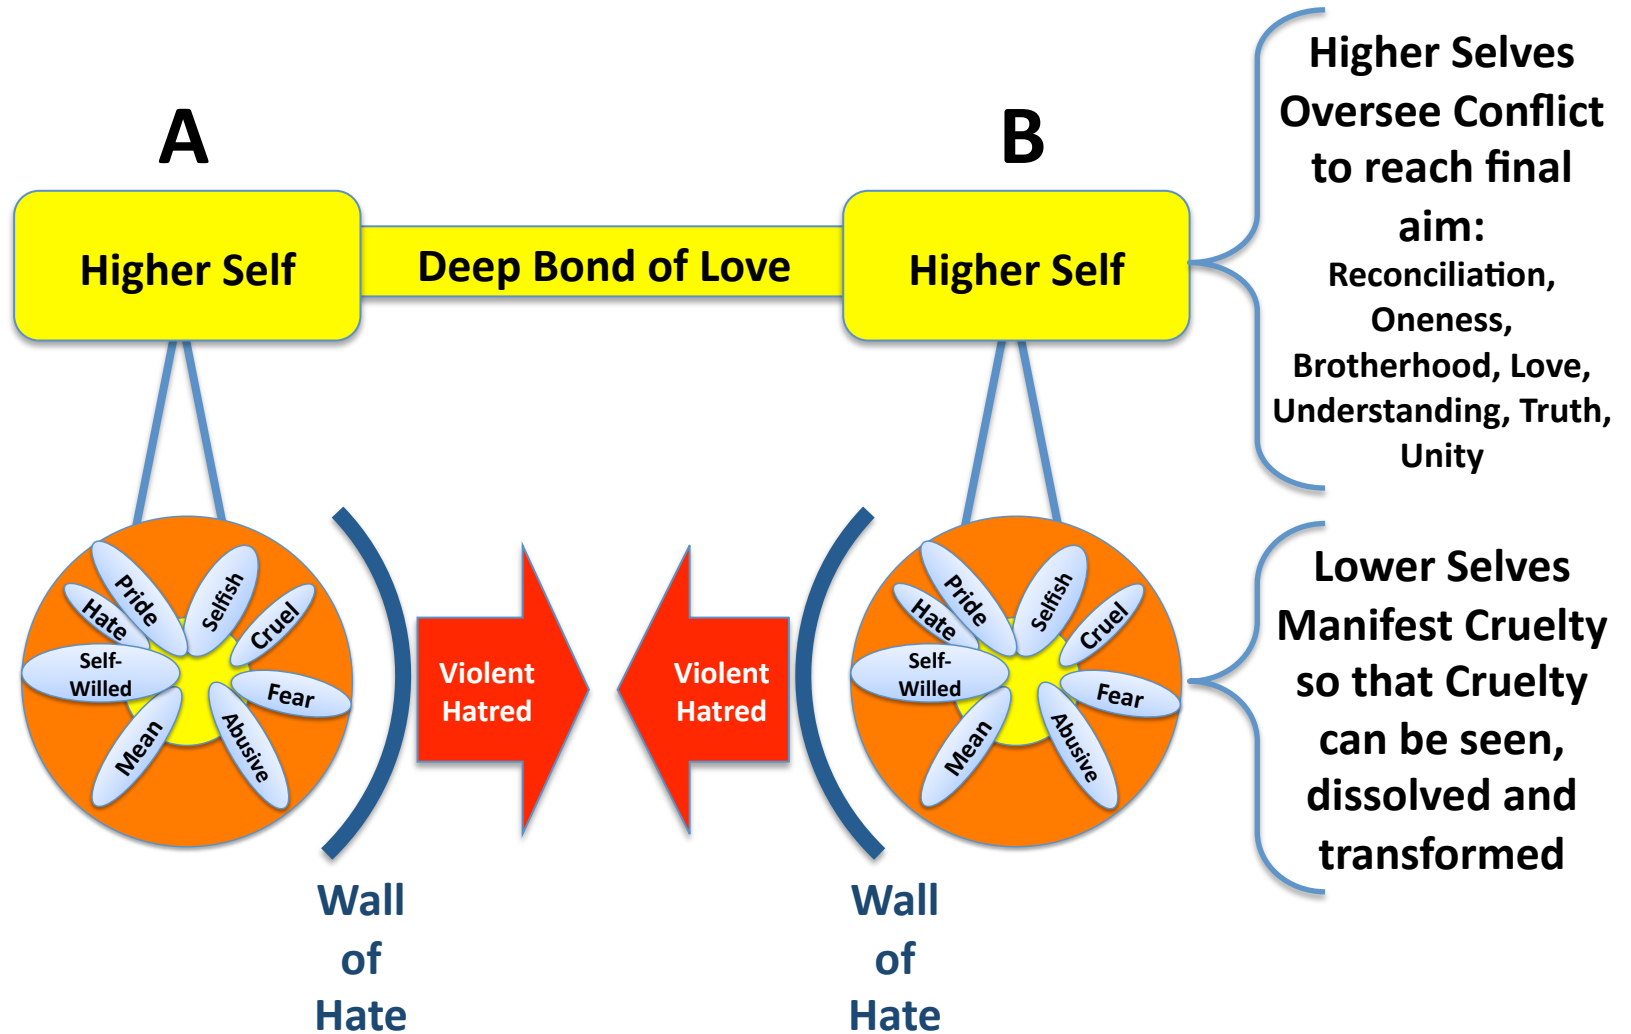 A
B
Higher Self
Deep Bond of Love
Higher Self
Higher Selves
Oversee Conflict
to reach final
aim:
Reconciliation,
Oneness,
Brotherhood, Love,
Understanding, Truth,
Unity
Pride
Selfish
Hate
Cruel
Self-
Willed
Fear
Mean
Abusive
Violent
Hatred
Violent
Hatred
Pride
Selfish
Hate
Cruel
Self-
Willed
Fear
Mean
Abusive
Lower Selves
Manifest Cruelty
so that Cruelty
can be seen,
dissolved and
transformed
Wall
of
Hate
Wall
of
Hate